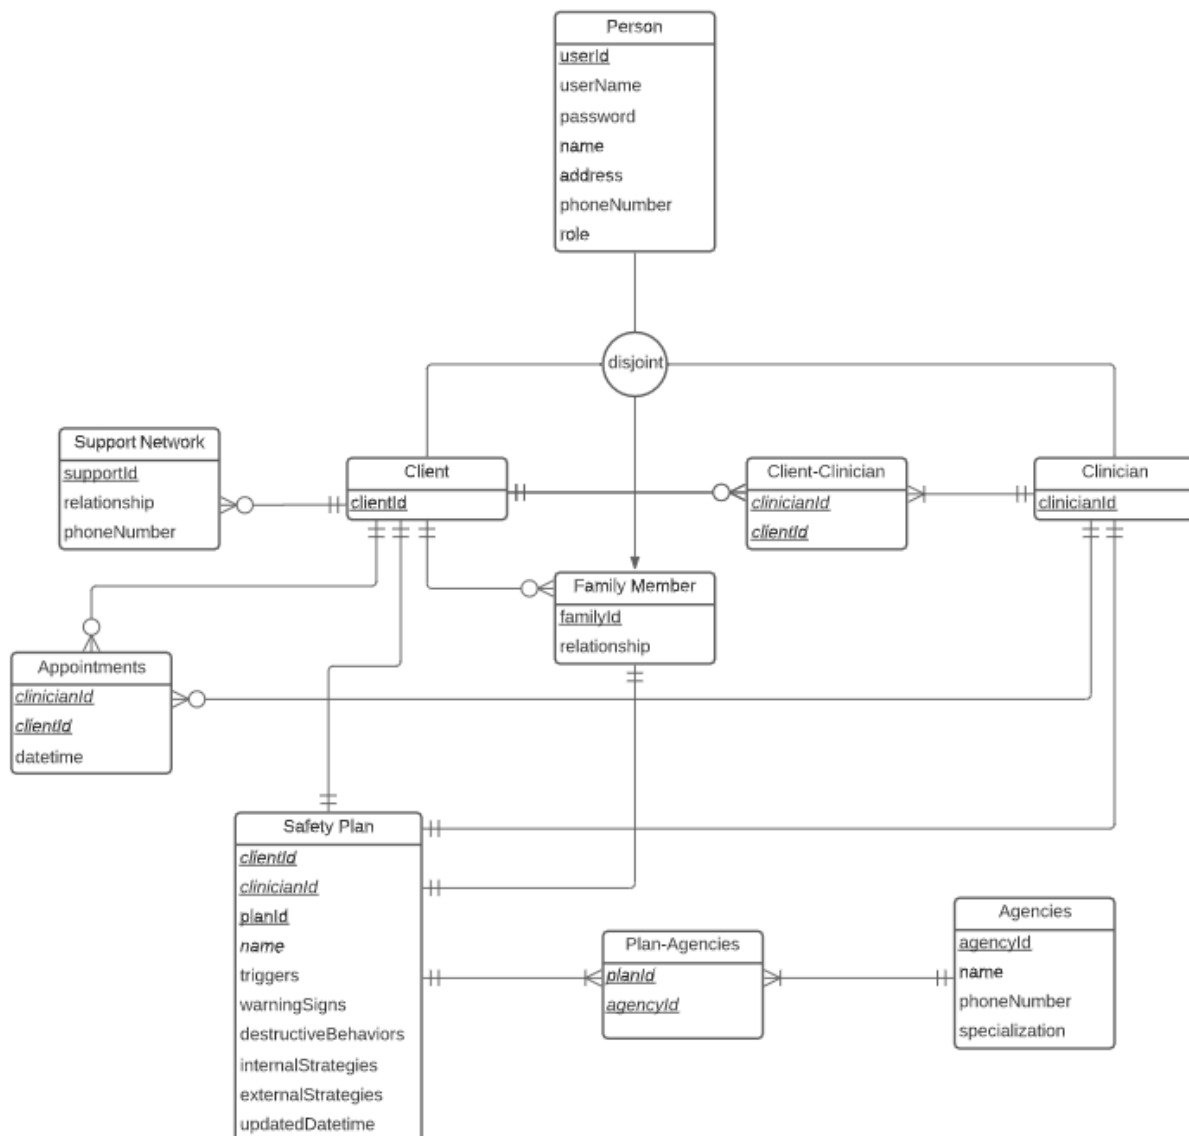 Person
userId
userName
password
name
address
phoneNumber
role
disjoint
Support Network
supportId
relationship
phoneNumber
Client
clientId
Client-Clinician
clinicianId
clientId
Clinician
clinicianId
Family Member
familyId
relationship
Appointments
clinicianId
clientId
datetime
Safety Plan
clientId
clinicianId
planId
name
triggers
warningSigns
destructiveBehaviors
internalStrategies
externalStrategies
updatedDatetime
Plan-Agencies
planId
agencyId
Agencies
agencyId
name
phoneNumber
specialization